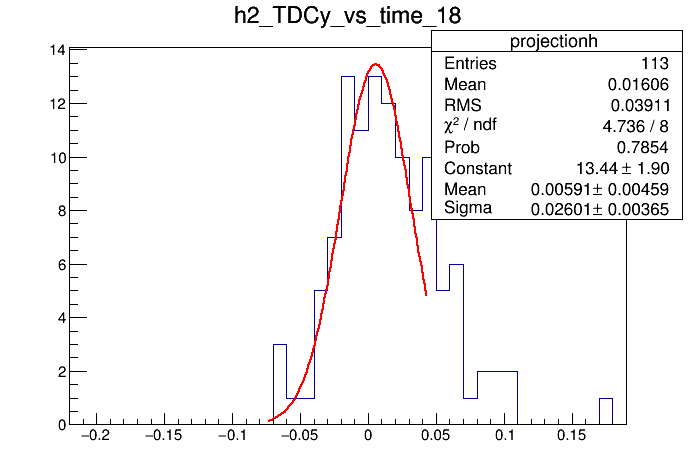 h2_TDCy_vs_time_18
projectionh
Entries 113
Mean 0.01606
RMS 0.03911
χ² / ndf 4.736 / 8
Prob 0.7854
Constant 13.44 ± 1.90
Mean 0.00591± 0.00459
Sigma 0.02601± 0.00365
14
12
10
8
6
4
2
0
−0.2 −0.15 −0.1 −0.05 0 0.05 0.1 0.15